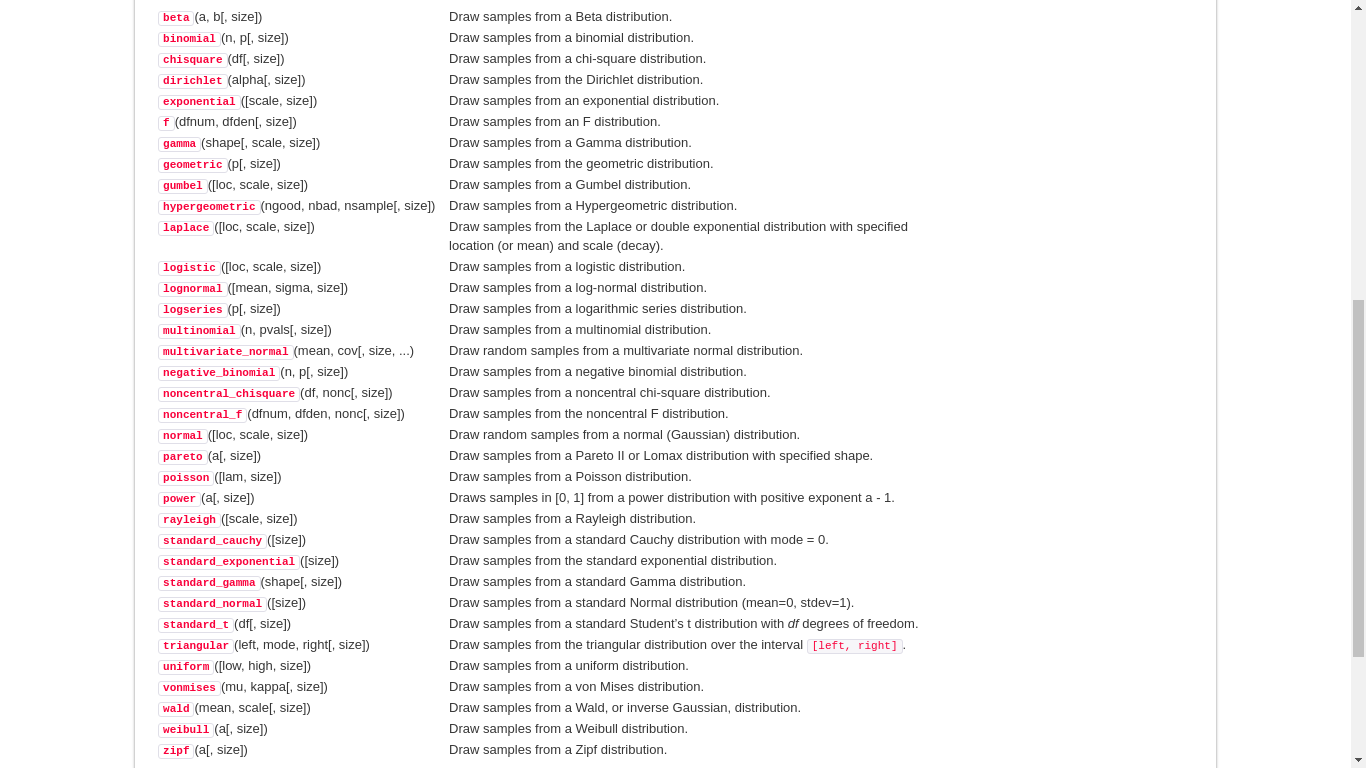 beta(a, b[, size]) Draw samples from a Beta distribution.
binomial(n, p[, size]) Draw samples from a binomial distribution.
chisquare(df[, size]) Draw samples from a chi-square distribution.
dirichlet(alpha[, size]) Draw samples from the Dirichlet distribution.
exponential([scale, size]) Draw samples from an exponential distribution.
f(dfnum, dfden[, size]) Draw samples from an F distribution.
gamma(shape[, scale, size]) Draw samples from a Gamma distribution.
geometric(p[, size]) Draw samples from the geometric distribution.
gumbel([loc, scale, size]) Draw samples from a Gumbel distribution.
hypergeometric(ngood, nbad, nsample[, size]) Draw samples from a Hypergeometric distribution.
laplace([loc, scale, size]) Draw samples from the Laplace or double exponential distribution with specified
location (or mean) and scale (decay).
logistic([loc, scale, size]) Draw samples from a logistic distribution.
lognormal([mean, sigma, size]) Draw samples from a log-normal distribution.
logseries(p[, size]) Draw samples from a logarithmic series distribution.
multinomial(n, pvals[, size]) Draw samples from a multinomial distribution.
multivariate_normal(mean, cov[, size, ...) Draw random samples from a multivariate normal distribution.
negative_binomial(n, p[, size]) Draw samples from a negative binomial distribution.
noncentral_chisquare(df, nonc[, size]) Draw samples from a noncentral chi-square distribution.
noncentral_f(dfnum, dfden, nonc[, size]) Draw samples from the noncentral F distribution.
normal([loc, scale, size]) Draw random samples from a normal (Gaussian) distribution.
pareto(a[, size]) Draw samples from a Pareto II or Lomax distribution with specified shape.
poisson([lam, size]) Draw samples from a Poisson distribution.
power(a[, size]) Draws samples in [0, 1] from a power distribution with positive exponent a - 1.
rayleigh([scale, size]) Draw samples from a Rayleigh distribution.
standard_cauchy([size]) Draw samples from a standard Cauchy distribution with mode = 0.
standard_exponential([size]) Draw samples from the standard exponential distribution.
standard_gamma(shape[, size]) Draw samples from a standard Gamma distribution.
standard_normal([size]) Draw samples from a standard Normal distribution (mean=0, stdev=1).
standard_t(df[, size]) Draw samples from a standard Student’s t distribution with df degrees of freedom.
triangular(left, mode, right[, size]) Draw samples from the triangular distribution over the interval [left, right].
uniform([low, high, size]) Draw samples from a uniform distribution.
vonmises(mu, kappa[, size]) Draw samples from a von Mises distribution.
wald(mean, scale[, size]) Draw samples from a Wald, or inverse Gaussian, distribution.
weibull(a[, size]) Draw samples from a Weibull distribution.
zipf(a[, size]) Draw samples from a Zipf distribution.